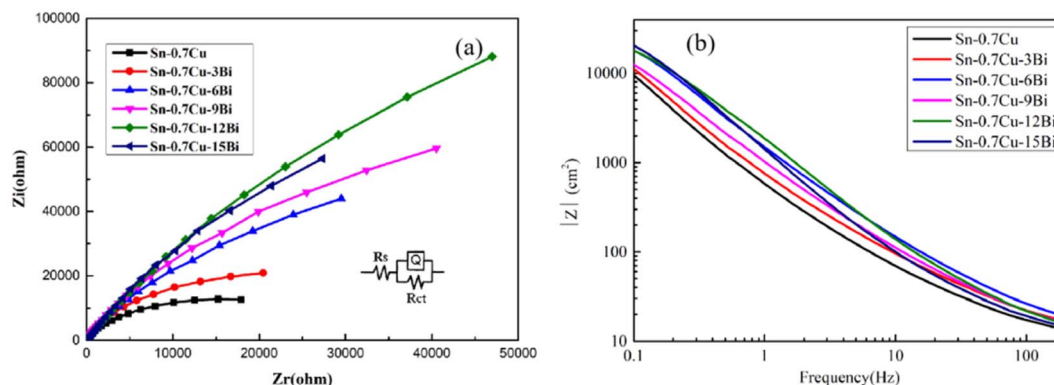 (a)
Sn-0.7Cu
Sn-0.7Cu-3Bi
Sn-0.7Cu-6Bi
Sn-0.7Cu-9Bi
Sn-0.7Cu-12Bi
Sn-0.7Cu-15Bi
100000
80000
60000
40000
20000
0
Zi(ohm)
Rs
Q
Rct
0 10000 20000 30000 40000 50000
Zr(ohm)
(b)
Sn-0.7Cu
Sn-0.7Cu-3Bi
Sn-0.7Cu-6Bi
Sn-0.7Cu-9Bi
Sn-0.7Cu-12Bi
Sn-0.7Cu-15Bi
10000
1000
100
10
|Z| (cm²)
0.1 1 10 100
Frequency(Hz)